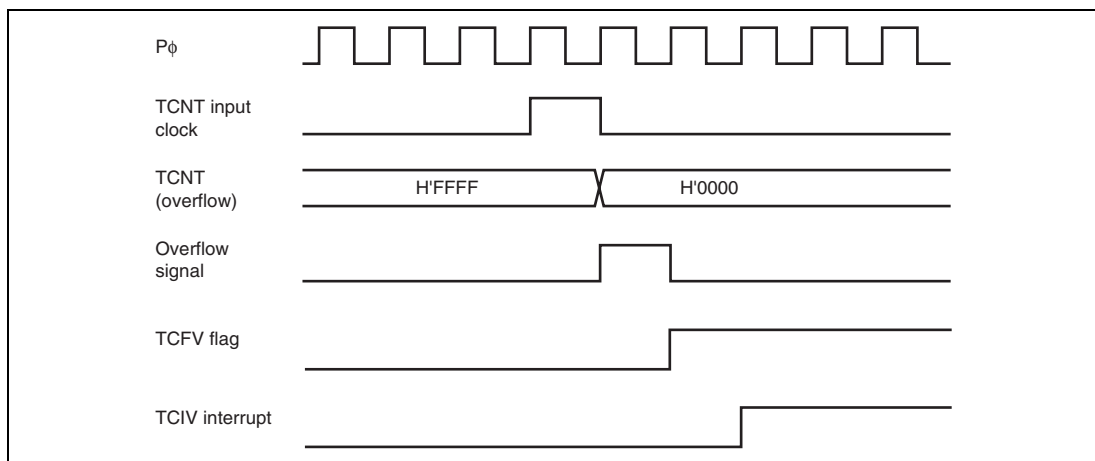 Pϕ
TCNT input
clock
TCNT
(overflow)
H'FFFF
H'0000
Overflow
signal
TCFV flag
TCIV interrupt